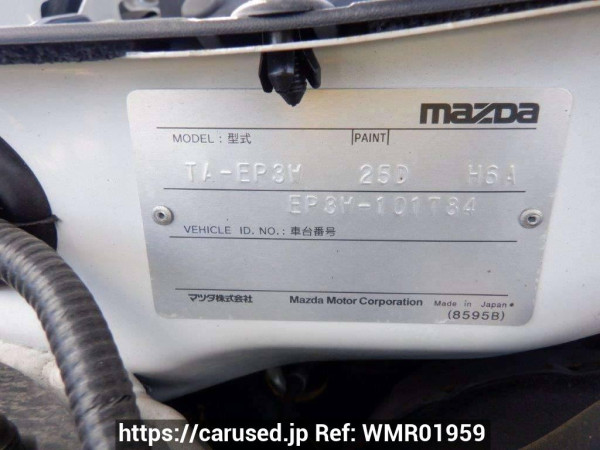 mazda
MODEL: 型式 PAINT
TA-EP3W 25D H6A
EP3W-101784
VEHICLE ID. NO.: 車台番号
マツダ株式会社 Mazda Motor Corporation Made in Japan*
(8595B)
https://carused.jp Ref: WMR01959